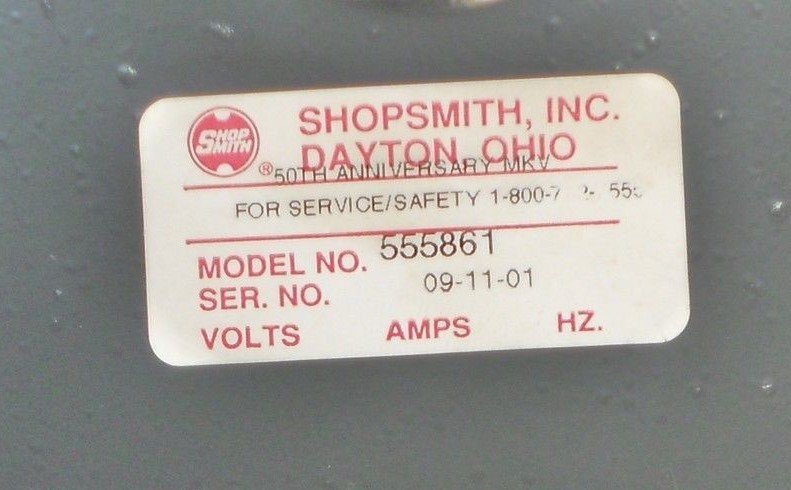 SHOP SMITH
SHOPSMITH, INC.
DAYTON, OHIO
® 50TH ANNIVERSARY MKV
FOR SERVICE/SAFETY 1-800-7
MODEL NO. 555861
SER. NO. 09-11-01
VOLTS AMPS HZ.